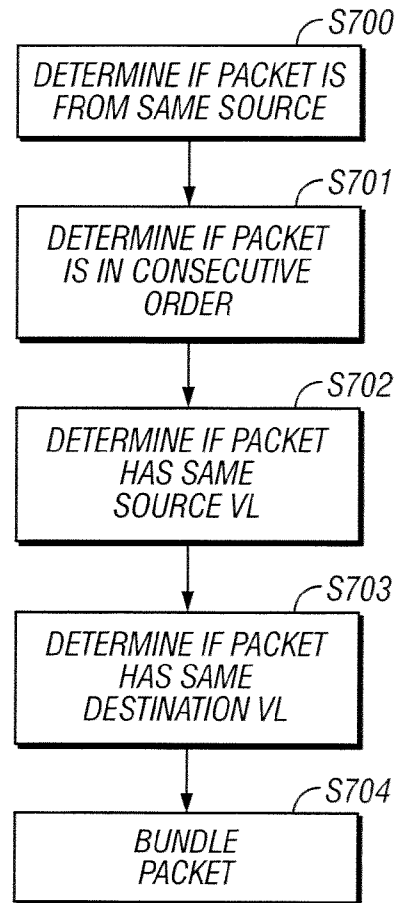 S700
DETERMINE IF PACKET IS
FROM SAME SOURCE
S701
DETERMINE IF PACKET
IS IN CONSECUTIVE
ORDER
S702
DETERMINE IF PACKET
HAS SAME
SOURCE VL
S703
DETERMINE IF PACKET
HAS SAME
DESTINATION VL
S704
BUNDLE
PACKET